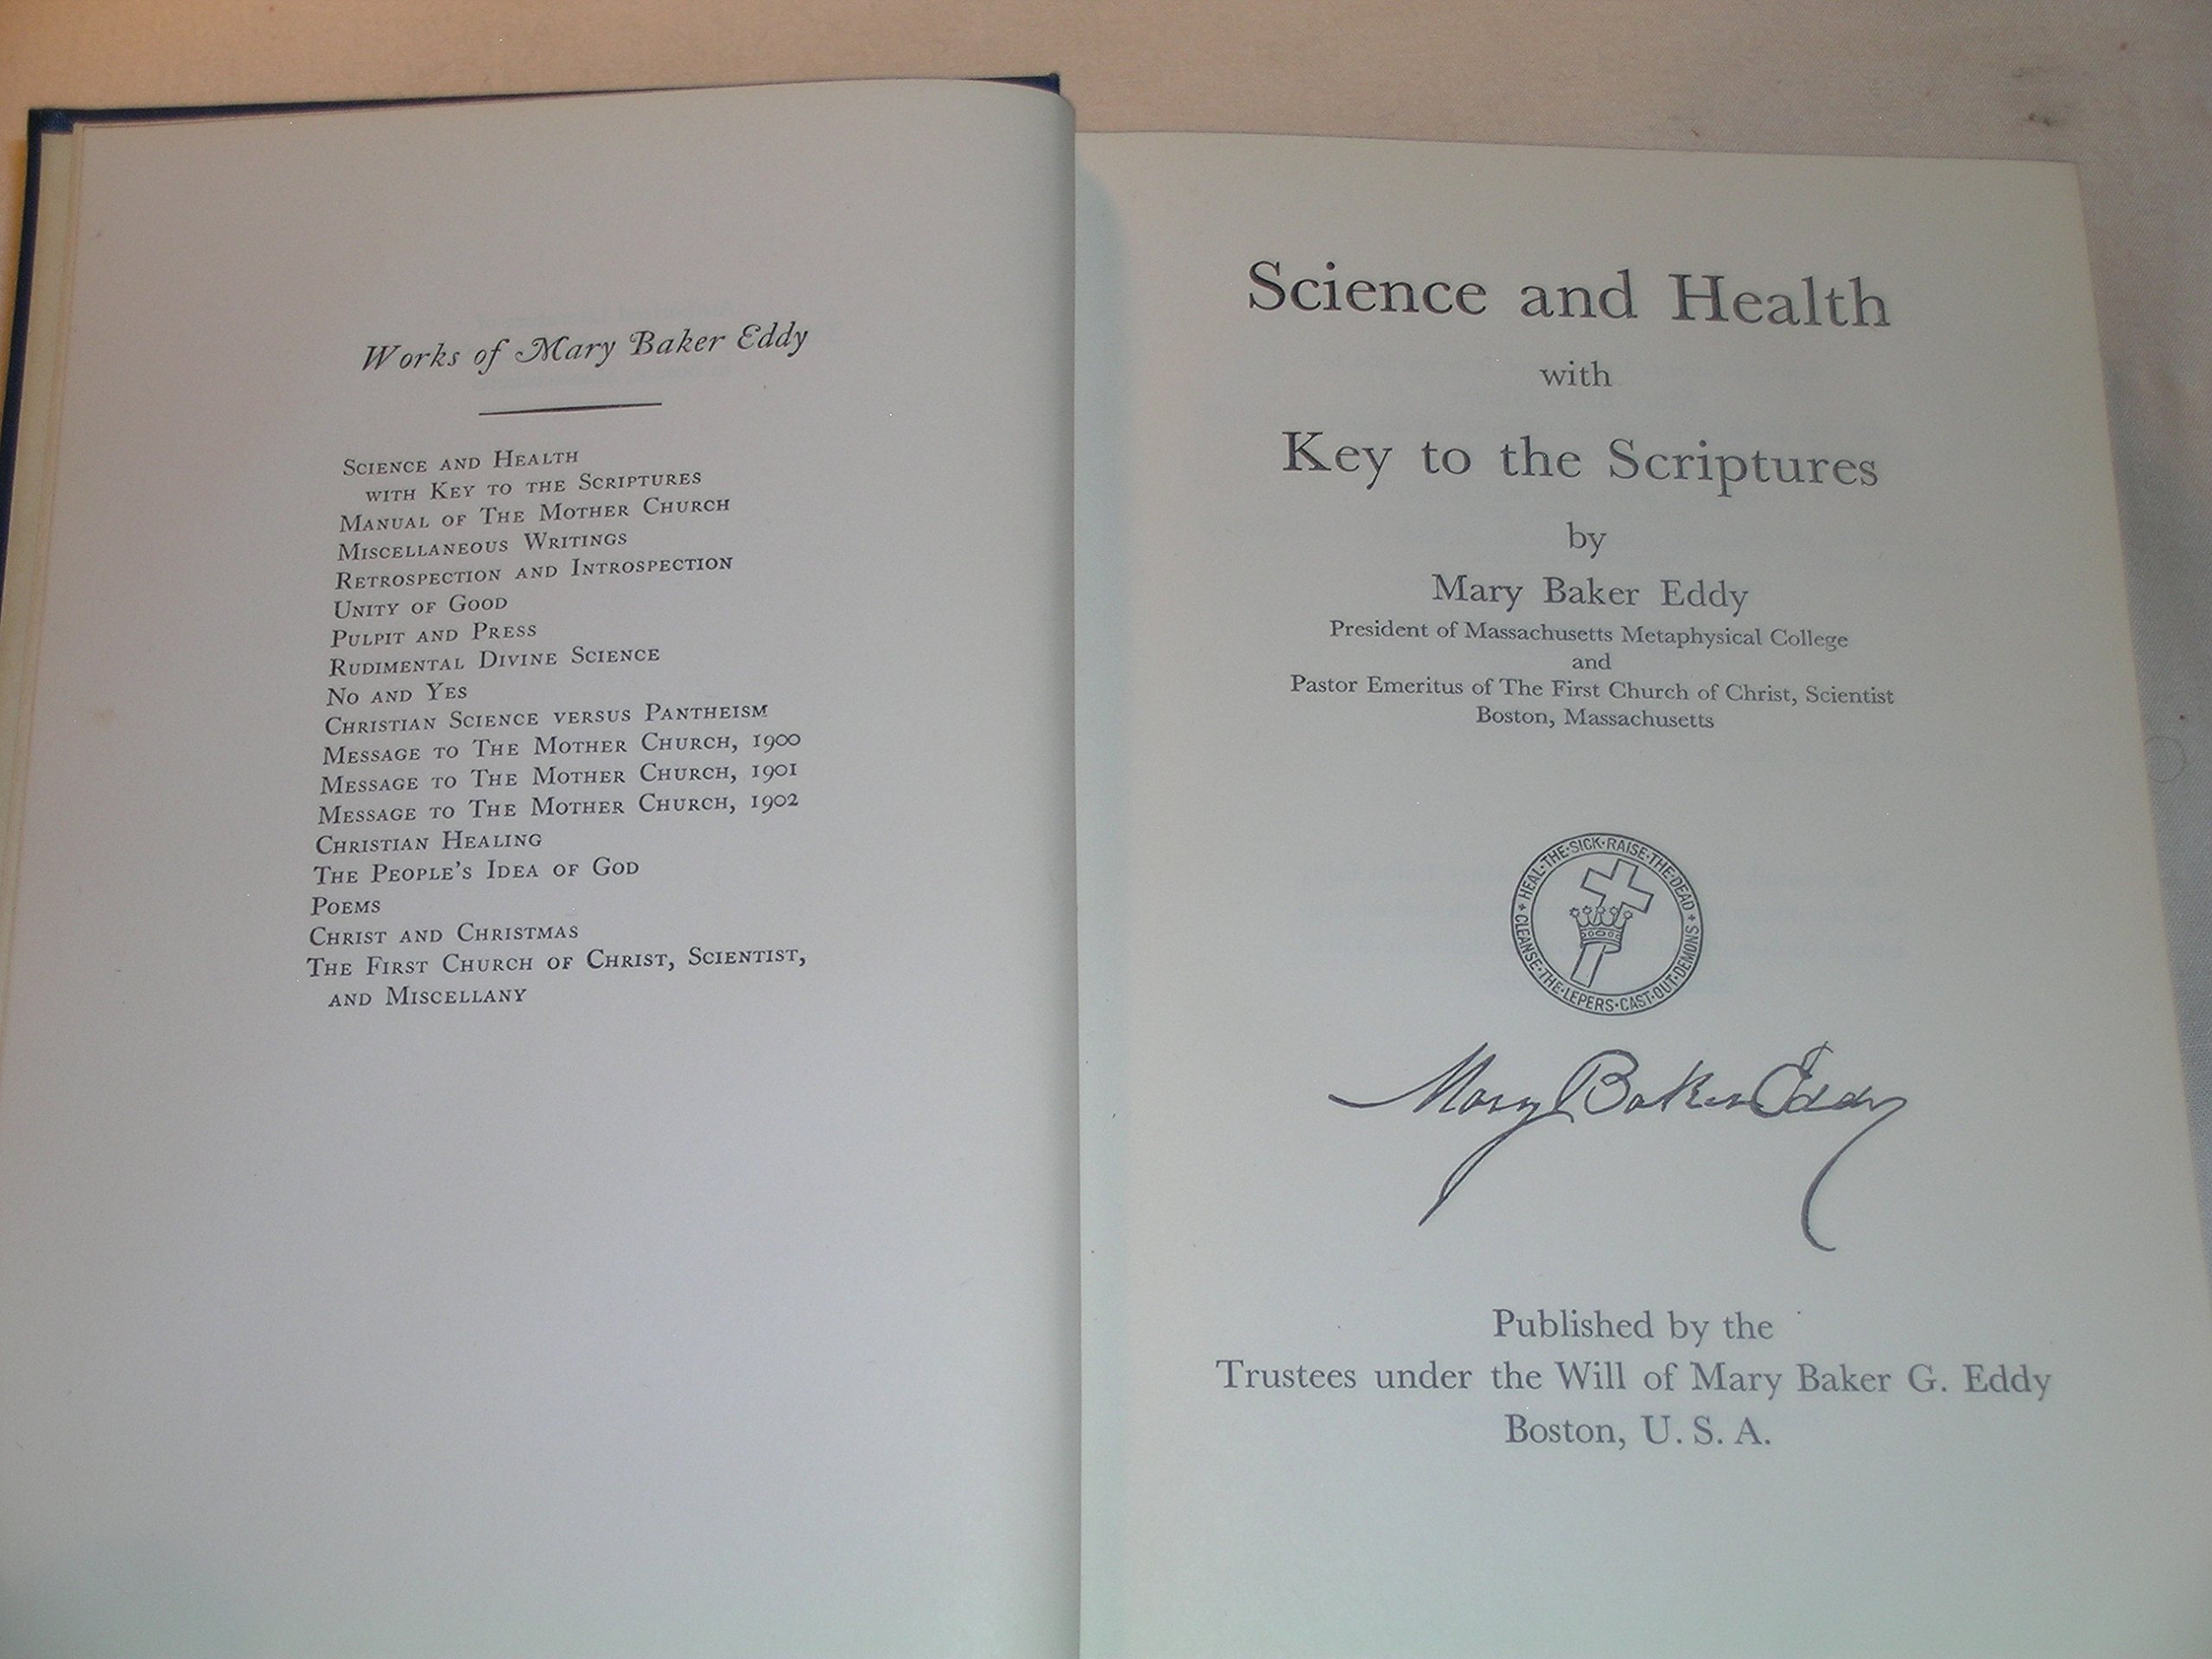 Works of Mary Baker Eddy
Science and Health
with Key to the Scriptures
Manual of The Mother Church
Miscellaneous Writings
Retrospection and Introspection
Unity of Good
Pulpit and Press
Rudimental Divine Science
No and Yes
Christian Science versus Pantheism
Message to The Mother Church, 1900
Message to The Mother Church, 1901
Message to The Mother Church, 1902
Christian Healing
The People's Idea of God
Poems
Christ and Christmas
The First Church of Christ, Scientist,
and Miscellany
Science and Health
with
Key to the Scriptures
by
Mary Baker Eddy
President of Massachusetts Metaphysical College
and
Pastor Emeritus of The First Church of Christ, Scientist
Boston, Massachusetts
HEAL·THE·SICK·RAISE·THE·DEAD + CLEANSE·THE·LEPERS·CAST·OUT·DEMONS +
Mary Baker Eddy
Published by the
Trustees under the Will of Mary Baker G. Eddy
Boston, U. S. A.